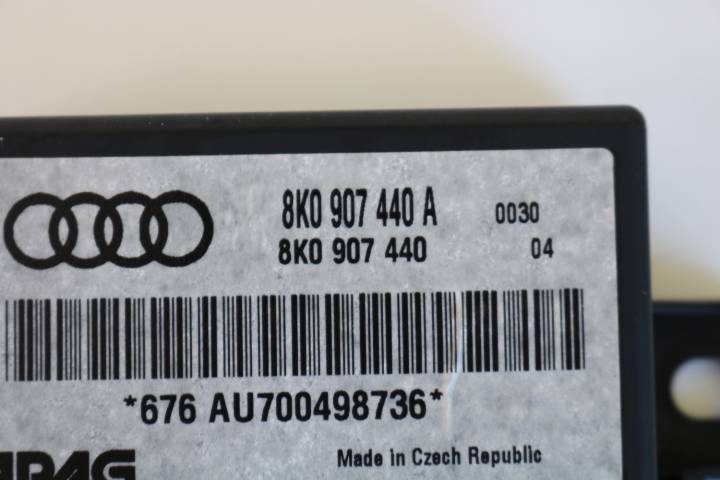 8K0 907 440 A 0030
8K0 907 440 04
*676 AU700498736*
Made in Czech Republic